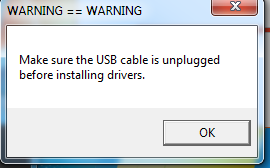 WARNING == WARNING
Make sure the USB cable is unplugged
before installing drivers.
OK